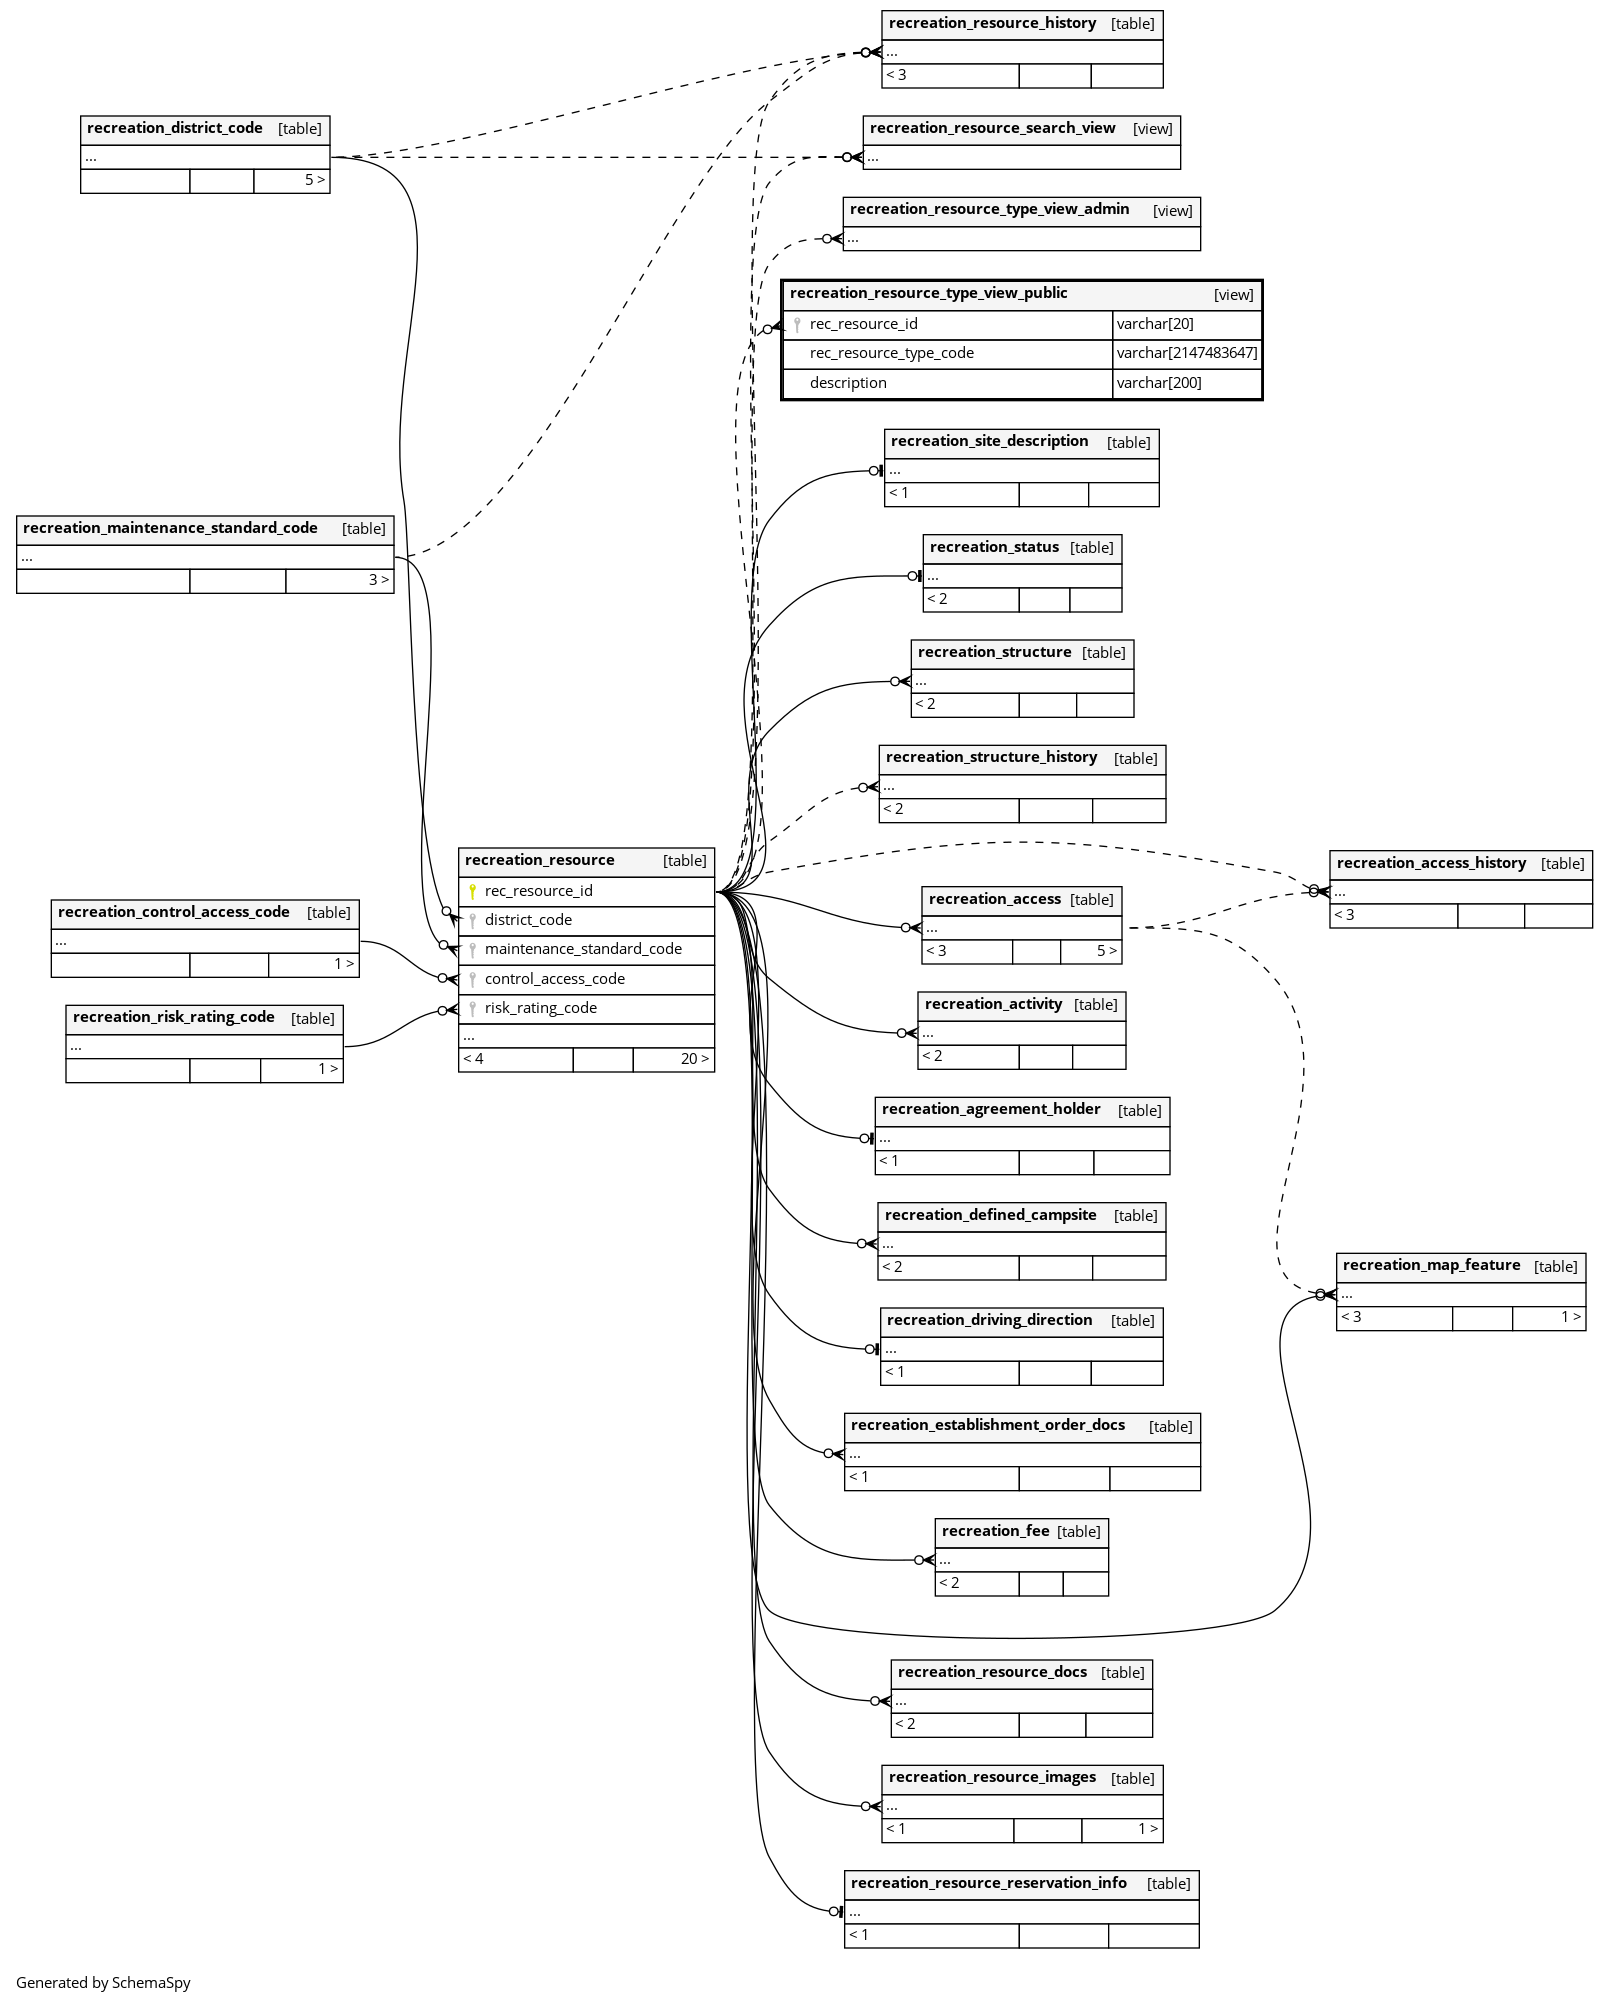 recreation_resource_history [table]
...
< 3
recreation_district_code [table]
...
5 >
recreation_resource_search_view [view]
...
recreation_resource_type_view_admin [view]
...
recreation_resource_type_view_public [view]
rec_resource_id varchar[20]
rec_resource_type_code varchar[2147483647]
description varchar[200]
recreation_site_description [table]
...
< 1
recreation_maintenance_standard_code [table]
...
3 >
recreation_status [table]
...
< 2
recreation_structure [table]
...
< 2
recreation_structure_history [table]
...
< 2
recreation_resource [table]
rec_resource_id
district_code
maintenance_standard_code
control_access_code
risk_rating_code
...
< 4 20 >
recreation_access_history [table]
...
< 3
recreation_access [table]
...
< 3 5 >
recreation_control_access_code [table]
...
1 >
recreation_activity [table]
...
< 2
recreation_risk_rating_code [table]
...
1 >
recreation_agreement_holder [table]
...
< 1
recreation_defined_campsite [table]
...
< 2
recreation_map_feature [table]
...
< 3 1 >
recreation_driving_direction [table]
...
< 1
recreation_establishment_order_docs [table]
...
< 1
recreation_fee [table]
...
< 2
recreation_resource_docs [table]
...
< 2
recreation_resource_images [table]
...
< 1 1 >
recreation_resource_reservation_info [table]
...
< 1
Generated by SchemaSpy